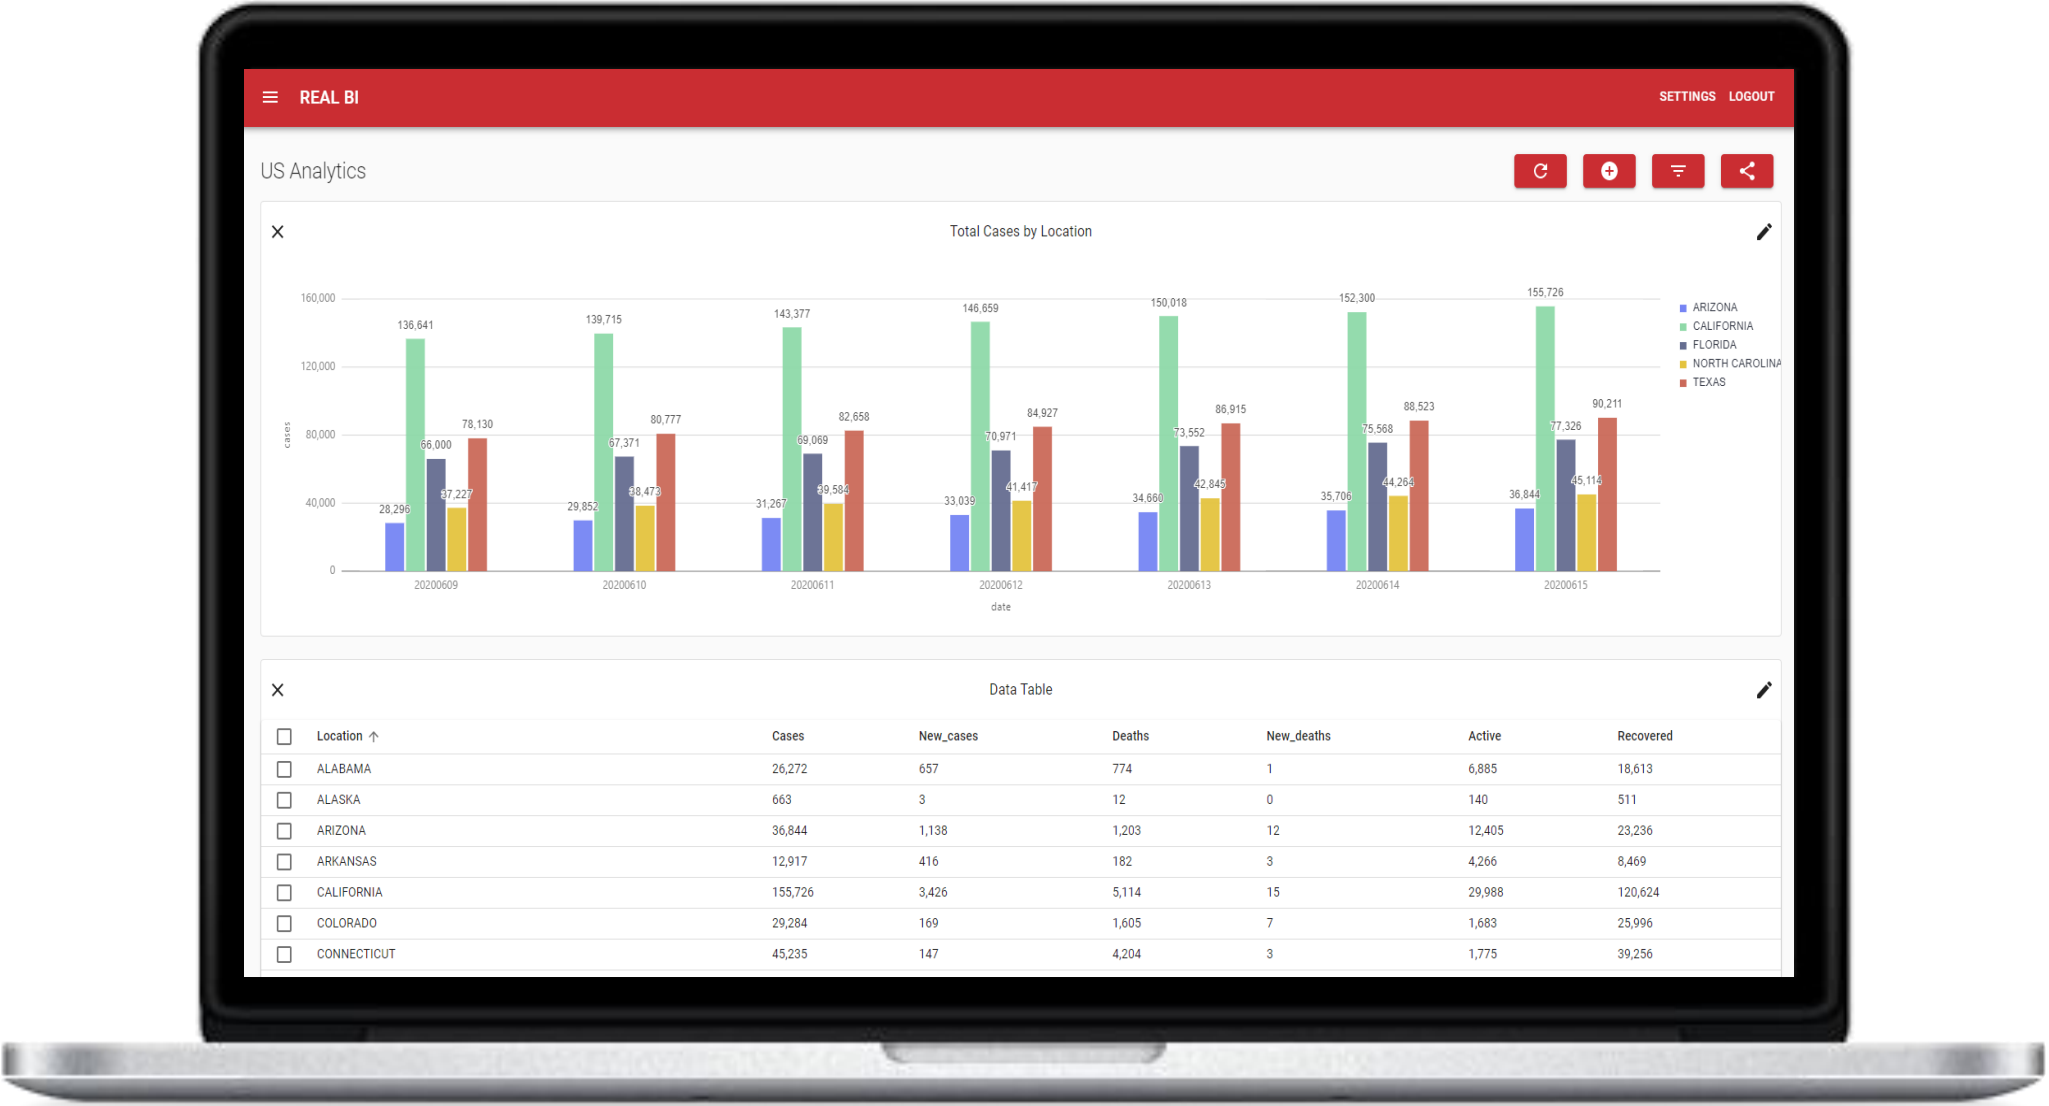 REAL BI SETTINGS LOGOUT
US Analytics
Total Cases by Location
160,000
120,000
80,000
40,000
0
cases
136,641
28,296
66,000
37,227
78,130
139,715
29,852
67,371
38,473
80,777
143,377
31,267
69,069
39,584
82,658
146,659
33,039
70,971
41,417
84,927
150,018
34,660
73,552
42,845
86,915
152,300
35,706
75,568
44,264
88,523
155,726
36,844
77,326
45,114
90,211
20200609 20200610 20200611 20200612 20200613 20200614 20200615
date
ARIZONA
CALIFORNIA
FLORIDA
NORTH CAROLINA
TEXAS
Data Table
Location Cases New_cases Deaths New_deaths Active Recovered
ALABAMA 26,272 657 774 1 6,885 18,613
ALASKA 663 3 12 0 140 511
ARIZONA 36,844 1,138 1,203 12 12,405 23,236
ARKANSAS 12,917 416 182 3 4,266 8,469
CALIFORNIA 155,726 3,426 5,114 15 29,988 120,624
COLORADO 29,284 169 1,605 7 1,683 25,996
CONNECTICUT 45,235 147 4,204 3 1,775 39,256